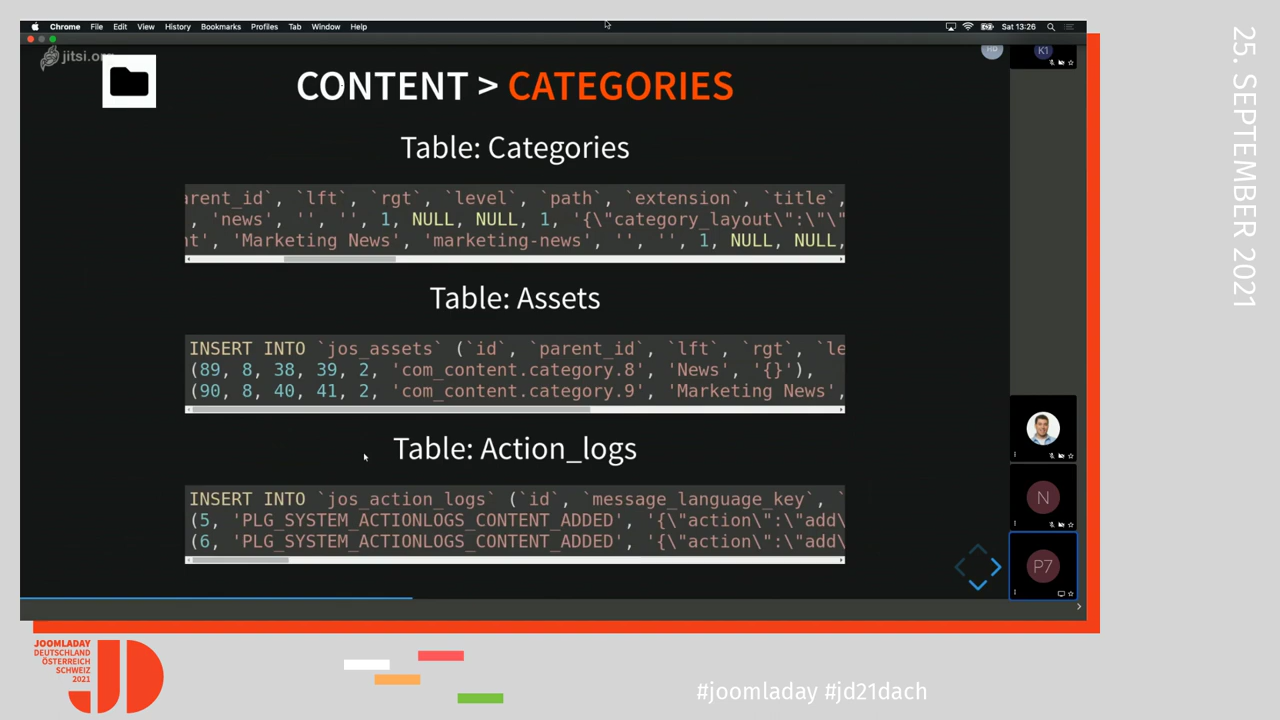 Chrome File Edit View History Bookmarks Profiles Tab Window Help
Sat 13:26
jitsi.org
HD
K1
CONTENT > CATEGORIES
Table: Categories
arent_id`, `lft`, `rgt`, `level`, `path`, `extension`, `title`,
, 'news', '', '', 1, NULL, NULL, 1, '{\"category_layout\":\"\"
nt', 'Marketing News', 'marketing-news', '', '', 1, NULL, NULL,
Table: Assets
INSERT INTO `jos_assets` (`id`, `parent_id`, `lft`, `rgt`, `le
(89, 8, 38, 39, 2, 'com_content.category.8', 'News', '{}'),
(90, 8, 40, 41, 2, 'com_content.category.9', 'Marketing News',
Table: Action_logs
INSERT INTO `jos_action_logs` (`id`, `message_language_key`, `
(5, 'PLG_SYSTEM_ACTIONLOGS_CONTENT_ADDED', '{\"action\":\"add\
(6, 'PLG_SYSTEM_ACTIONLOGS_CONTENT_ADDED', '{\"action\":\"add\
N
P7
25. SEPTEMBER 2021
JOOMLADAY
DEUTSCHLAND
ÖSTERREICH
SCHWEIZ
2021
JD
#joomladay #jd21dach